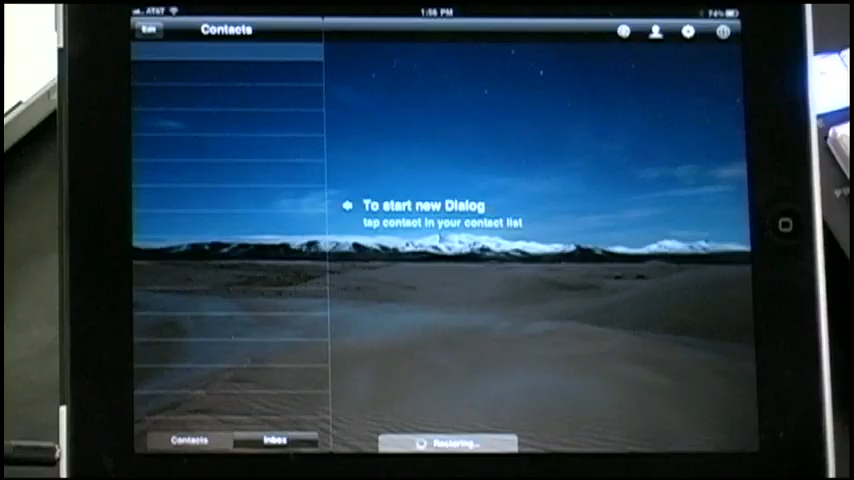 AT&T
1:56 PM
74%
Edit
Contacts
To start new Dialog
tap contact in your contact list
Contacts
Inbox
Restoring...